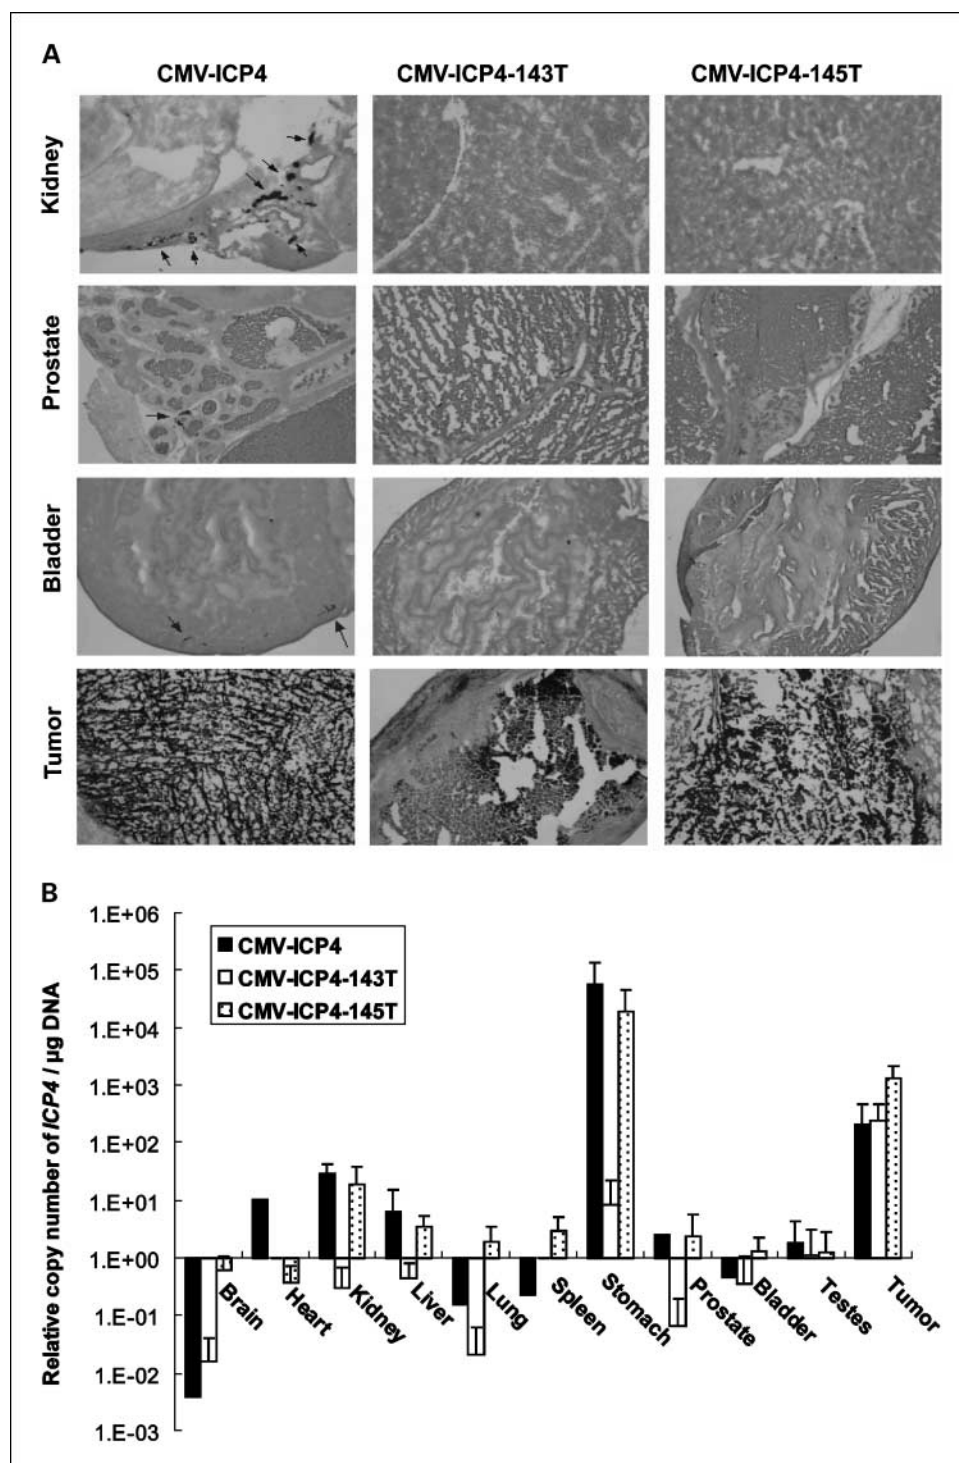 A
CMV-ICP4 CMV-ICP4-143T CMV-ICP4-145T
Kidney
Prostate
Bladder
Tumor
B
Relative copy number of ICP4 / µg DNA
1.E+06
1.E+05
1.E+04
1.E+03
1.E+02
1.E+01
1.E+00
1.E-01
1.E-02
1.E-03
CMV-ICP4
CMV-ICP4-143T
CMV-ICP4-145T
Brain
Heart
Kidney
Liver
Lung
Spleen
Stomach
Prostate
Bladder
Testes
Tumor